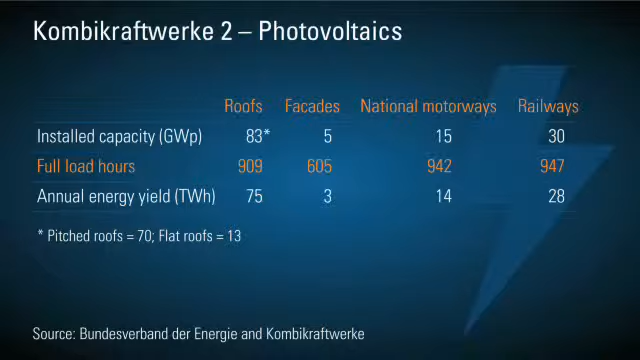 Kombikraftwerke 2 – Photovoltaics
Roofs Facades National motorways Railways
Installed capacity (GWp) 83* 5 15 30
Full load hours 909 605 942 947
Annual energy yield (TWh) 75 3 14 28
* Pitched roofs = 70; Flat roofs = 13
Source: Bundesverband der Energie and Kombikraftwerke